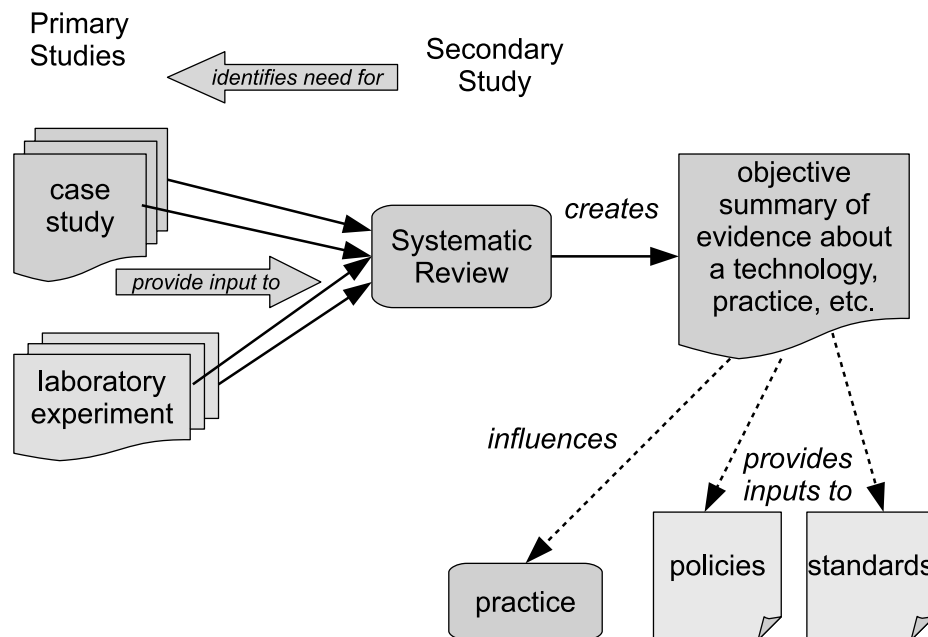 Primary
Studies
identifies need for
Secondary
Study
case
study
provide input to
laboratory
experiment
Systematic
Review
creates
objective
summary of
evidence about
a technology,
practice, etc.
influences
provides
inputs to
practice
policies
standards